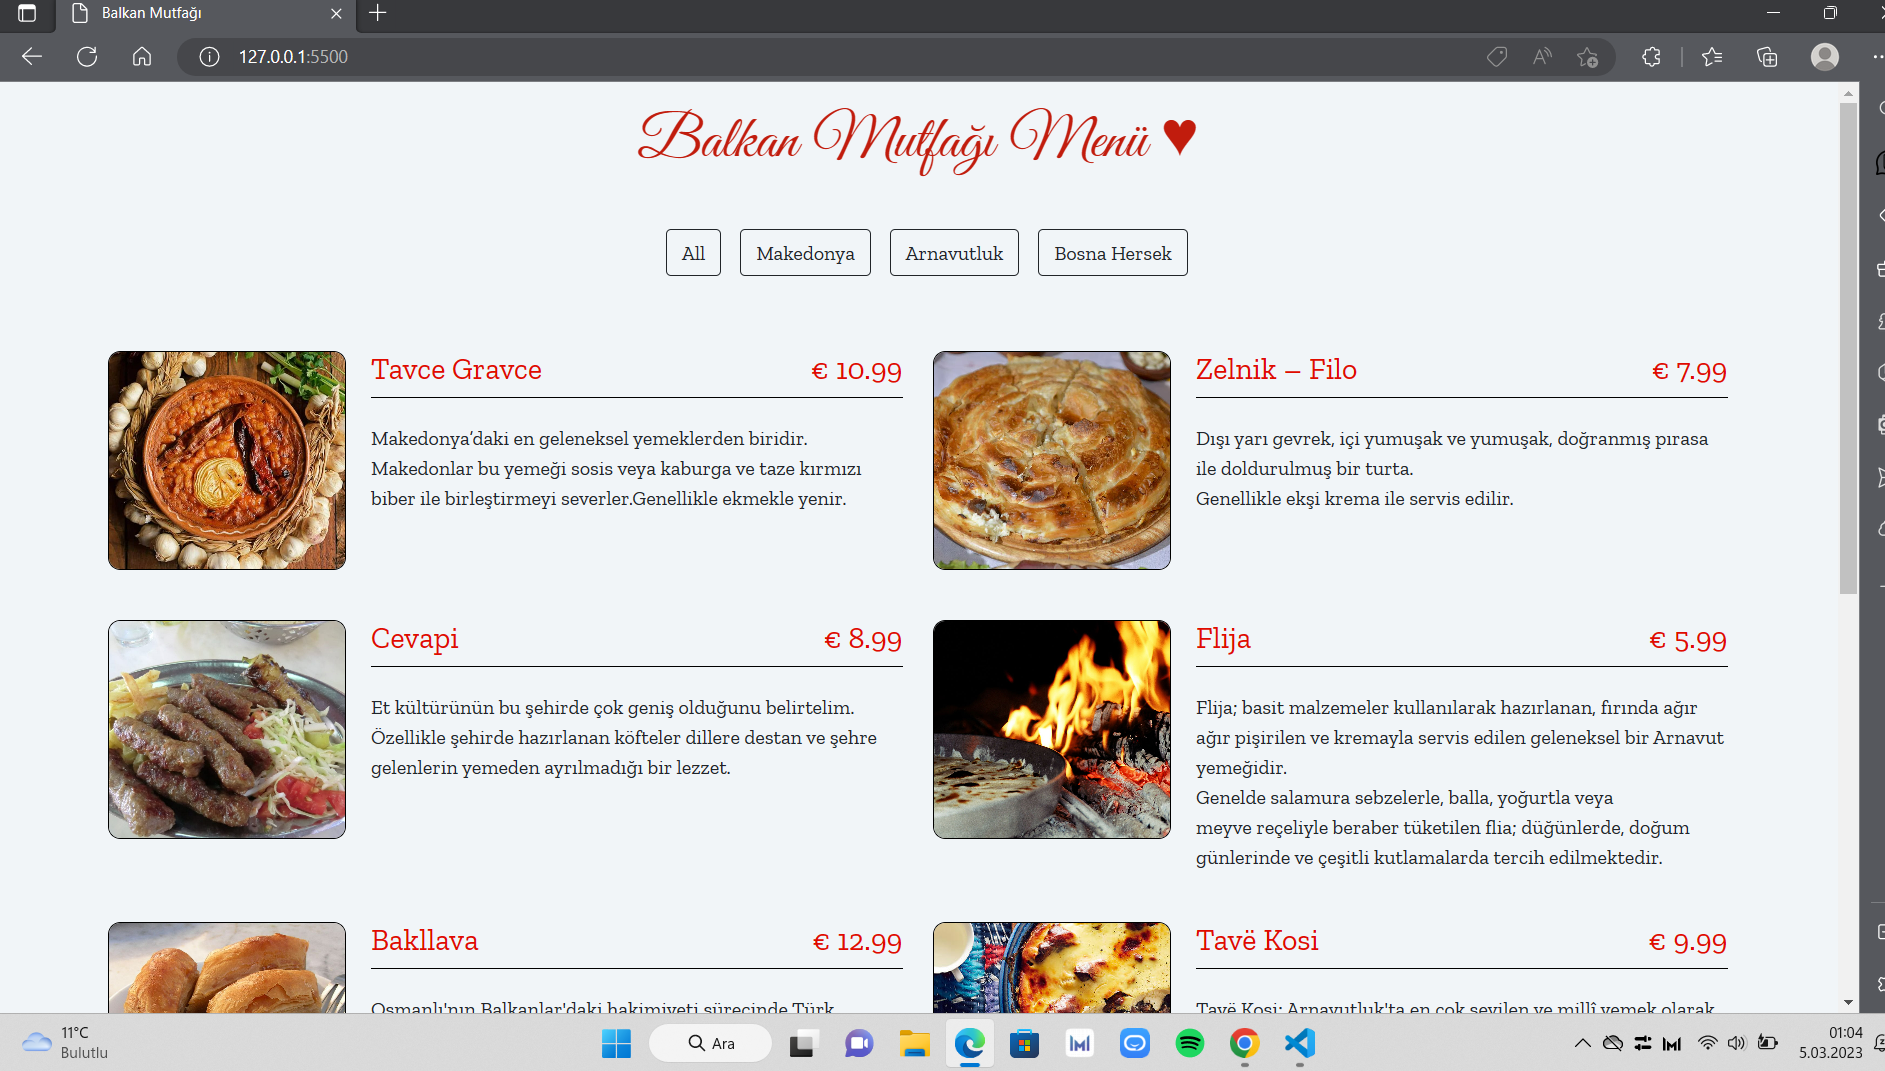 Balkan Mutfağı
127.0.0.1:5500
Balkan Mutfağı Menü ♥
All
Makedonya
Arnavutluk
Bosna Hersek
Tavce Gravce
€ 10.99
Makedonya'daki en geleneksel yemeklerden biridir.
Makedonlar bu yemeği sosis veya kaburga ve taze kırmızı
biber ile birleştirmeyi severler.Genellikle ekmekle yenir.
Zelnik – Filo
€ 7.99
Dışı yarı gevrek, içi yumuşak ve yumuşak, doğranmış pırasa
ile doldurulmuş bir turta.
Genellikle ekşi krema ile servis edilir.
Cevapi
€ 8.99
Et kültürünün bu şehirde çok geniş olduğunu belirtelim.
Özellikle şehirde hazırlanan köfteler dillere destan ve şehre
gelenlerin yemeden ayrılmadığı bir lezzet.
Flija
€ 5.99
Flija; basit malzemeler kullanılarak hazırlanan, fırında ağır
ağır pişirilen ve kremayla servis edilen geleneksel bir Arnavut
yemeğidir.
Genelde salamura sebzelerle, balla, yoğurtla veya
meyve reçeliyle beraber tüketilen flia; düğünlerde, doğum
günlerinde ve çeşitli kutlamalarda tercih edilmektedir.
Bakllava
€ 12.99
Osmanlı'nın Balkanlar'daki hakimiyeti sürecinde Türk
Tavë Kosi
€ 9.99
Tavë Kosi; Arnavutluk'ta en çok sevilen ve millî yemek olarak
11°C
Bulutlu
Ara
01:04
5.03.2023